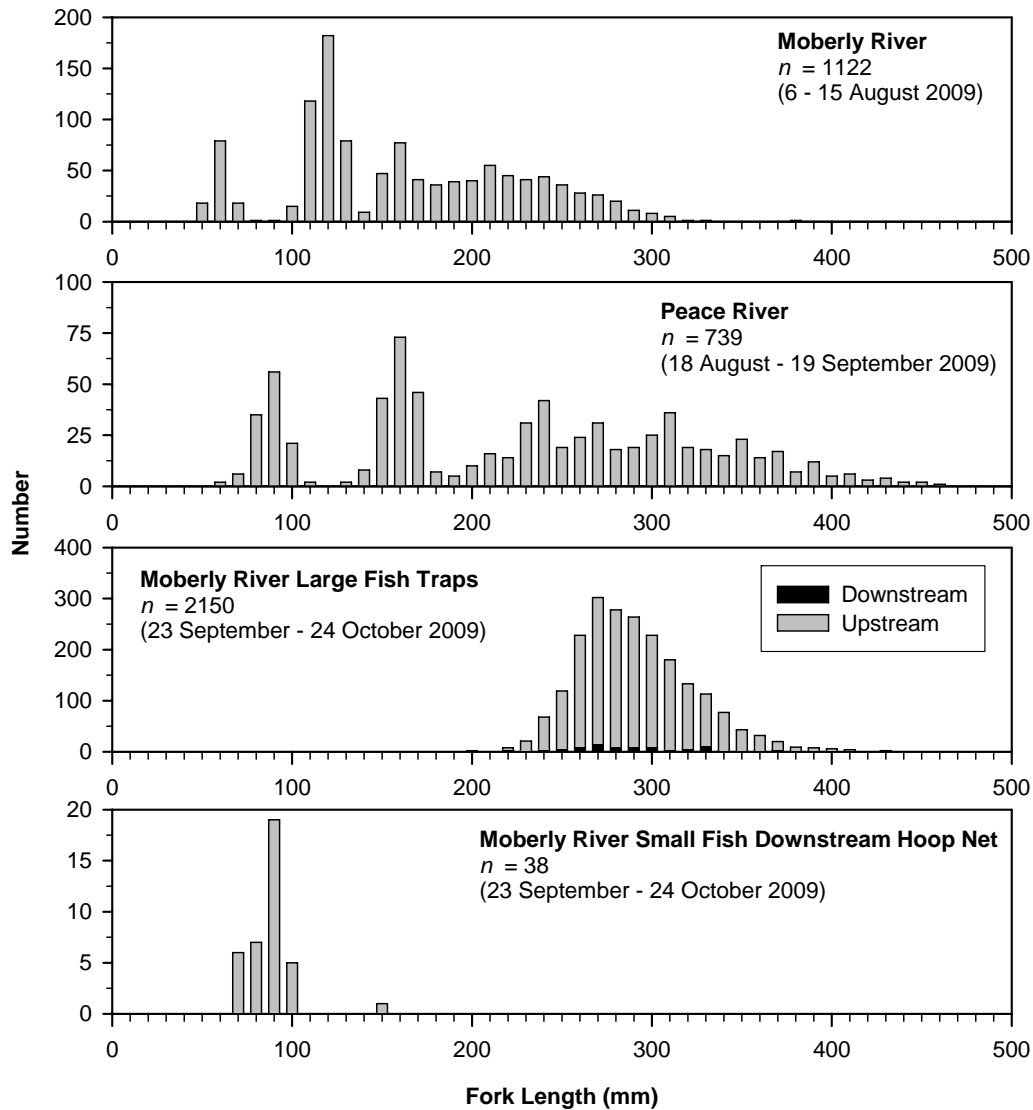 200
Moberly River
n = 1122
(6 - 15 August 2009)
150
100
50
0
0 100 200 300 400 500
100
Peace River
n = 739
(18 August - 19 September 2009)
75
50
25
0
0 100 200 300 400 500
Number
400
Moberly River Large Fish Traps
n = 2150
(23 September - 24 October 2009)
Downstream
Upstream
300
200
100
0
0 100 200 300 400 500
20
Moberly River Small Fish Downstream Hoop Net
n = 38
(23 September - 24 October 2009)
15
10
5
0
0 100 200 300 400 500
Fork Length (mm)